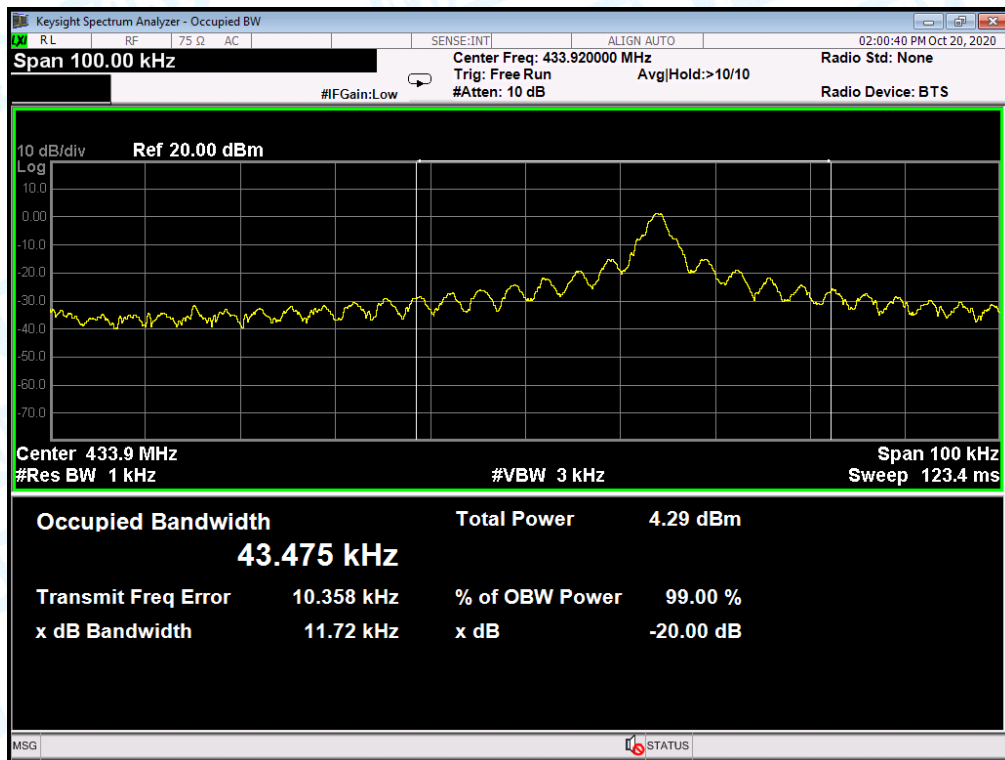 Keysight Spectrum Analyzer - Occupied BW
LXI RL RF 75 Ω AC SENSE:INT ALIGN AUTO 02:00:40 PM Oct 20, 2020
Span 100.00 kHz Center Freq: 433.920000 MHz Radio Std: None
Trig: Free Run Avg|Hold:>10/10
#IFGain:Low #Atten: 10 dB Radio Device: BTS
10 dB/div Ref 20.00 dBm
Log
10.0
0.00
-10.0
-20.0
-30.0
-40.0
-50.0
-60.0
-70.0
Center 433.9 MHz Span 100 kHz
#Res BW 1 kHz #VBW 3 kHz Sweep 123.4 ms
Occupied Bandwidth Total Power 4.29 dBm
43.475 kHz
Transmit Freq Error 10.358 kHz % of OBW Power 99.00 %
x dB Bandwidth 11.72 kHz x dB -20.00 dB
MSG STATUS